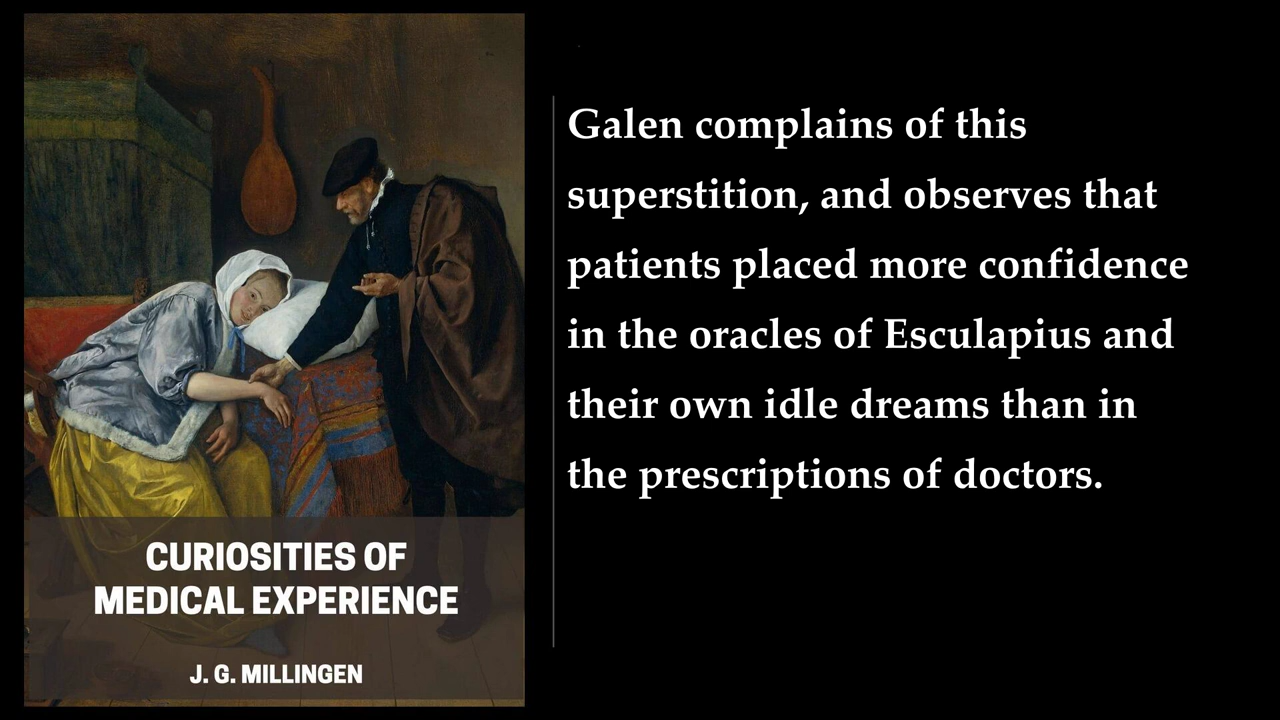 Galen complains of this
superstition, and observes that
patients placed more confidence
in the oracles of Esculapius and
their own idle dreams than in
the prescriptions of doctors.
CURIOSITIES OF
MEDICAL EXPERIENCE
J. G. MILLINGEN